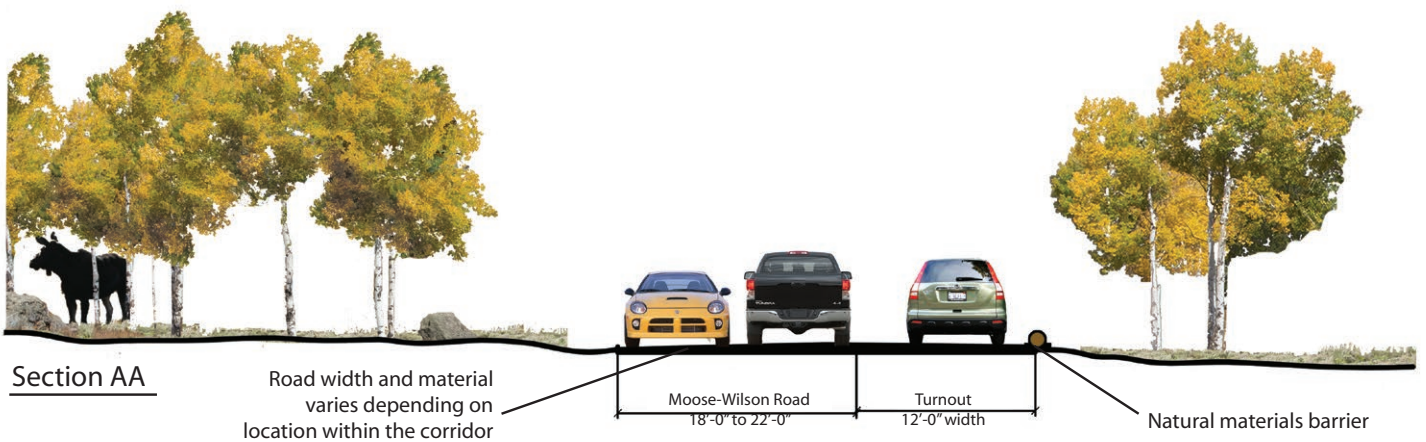 Section AA
Road width and material
varies depending on
location within the corridor
Moose-Wilson Road
18'-0" to 22'-0"
Turnout
12'-0" width
Natural materials barrier